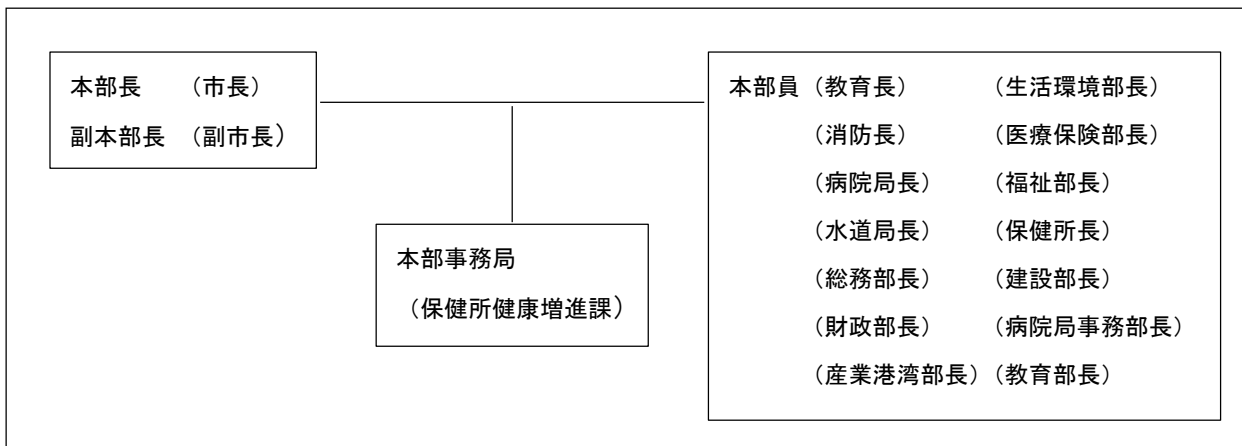 本部長　（市長）
副本部長　（副市長）
本部事務局
（保健所健康増進課）
本部員（教育長）　（生活環境部長）
（消防長）　（医療保険部長）
（病院局長）　（福祉部長）
（水道局長）　（保健所長）
（総務部長）　（建設部長）
（財政部長）　（病院局事務部長）
（産業港湾部長）（教育部長）